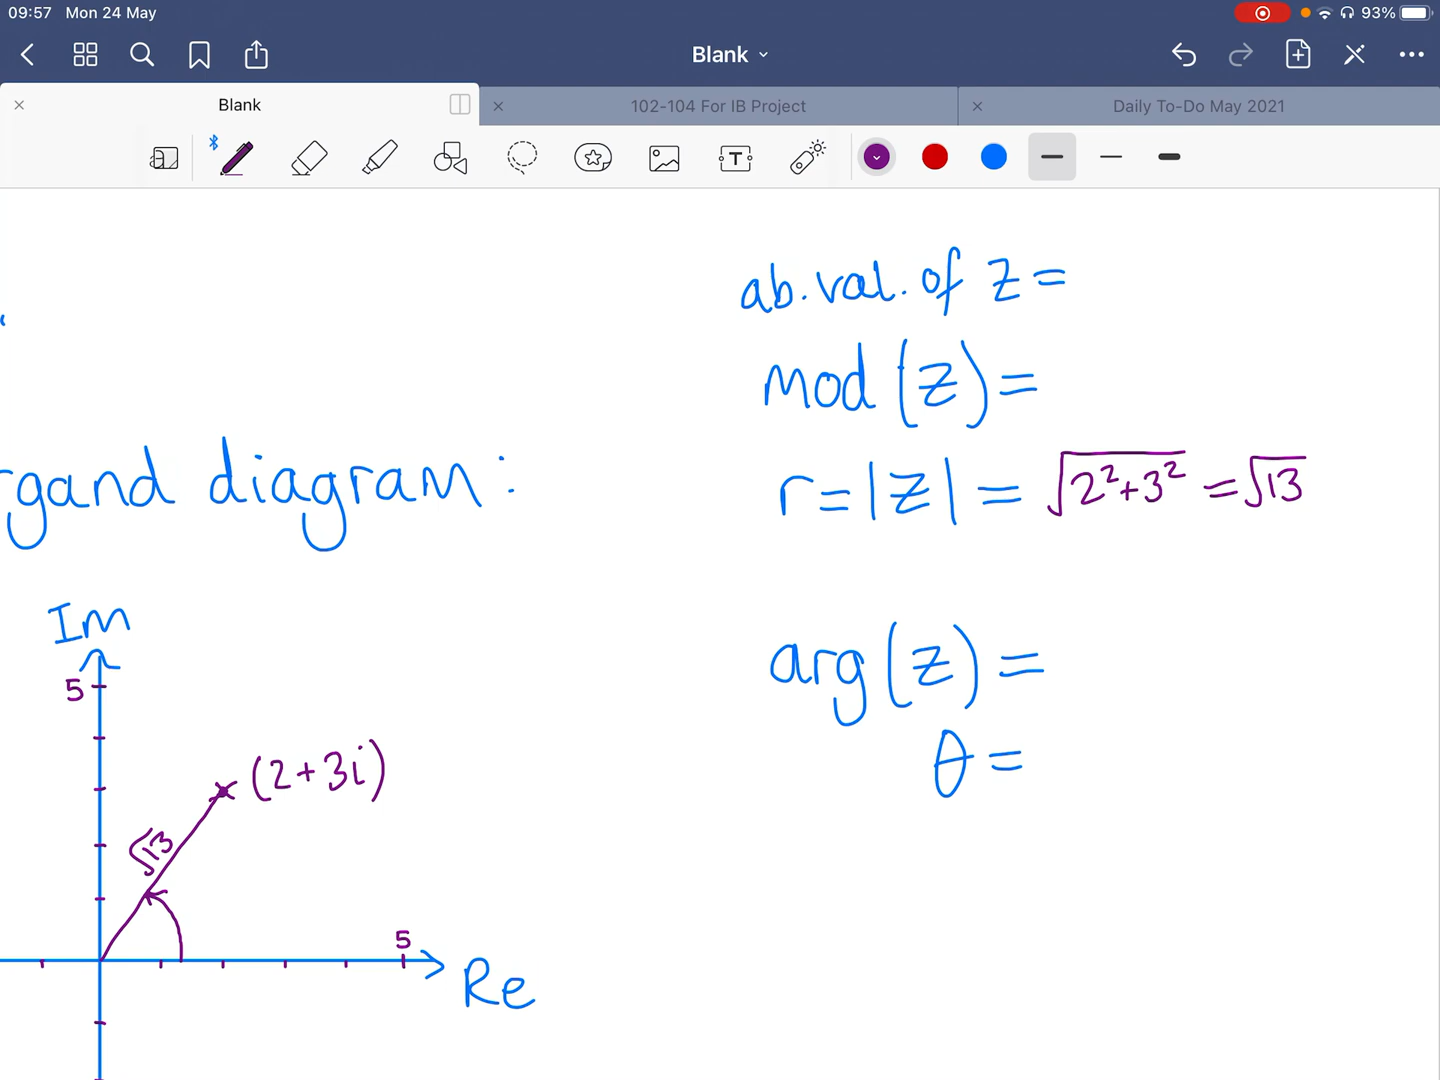 09:57 Mon 24 May 93%
Blank
Blank 102-104 For IB Project Daily To-Do May 2021
T
ab.val. of z =
mod (z) =
r = |z| = √2²+3² = √13
rgand diagram:
arg (z) =
θ =
Im
5
(2+3i)
√13
5
Re